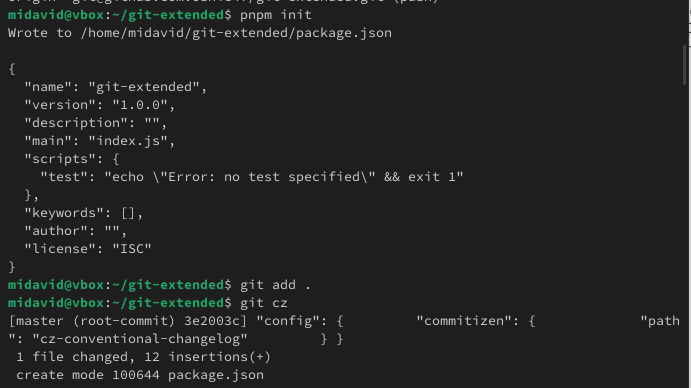 midavid@vbox:~/git-extended$ pnpm init
Wrote to /home/midavid/git-extended/package.json

{
  "name": "git-extended",
  "version": "1.0.0",
  "description": "",
  "main": "index.js",
  "scripts": {
    "test": "echo \"Error: no test specified\" && exit 1"
  },
  "keywords": [],
  "author": "",
  "license": "ISC"
}
midavid@vbox:~/git-extended$ git add .
midavid@vbox:~/git-extended$ git cz
[master (root-commit) 3e2003c] "config": {         "commitizen": {             "path
": "cz-conventional-changelog"         } }
 1 file changed, 12 insertions(+)
 create mode 100644 package.json